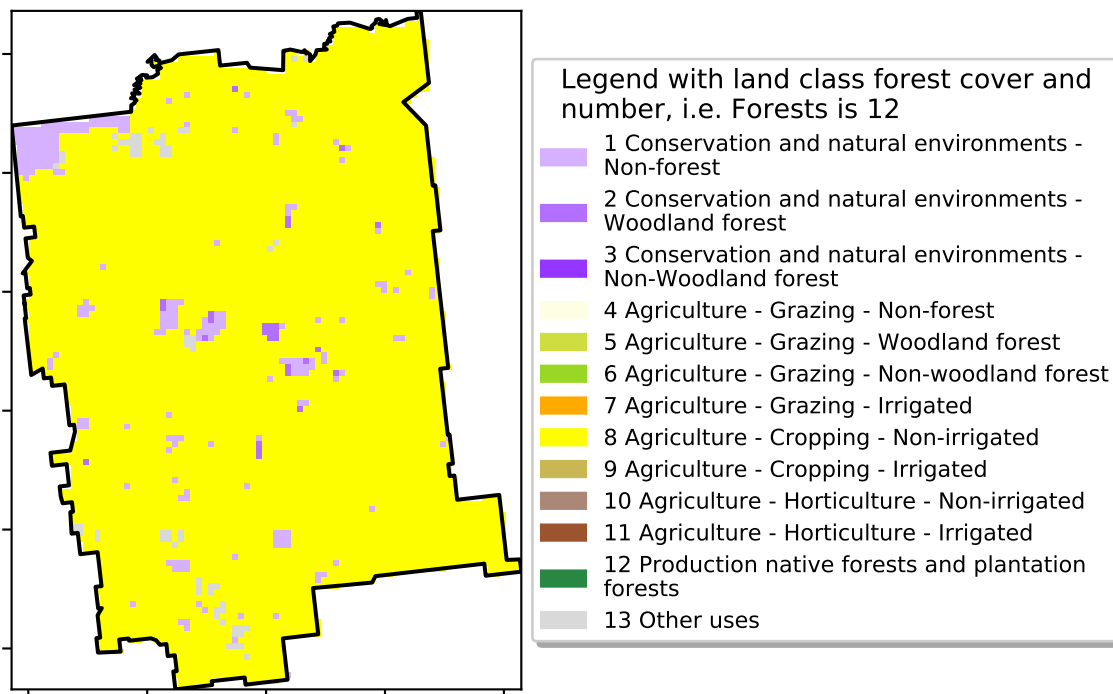 Legend with land class forest cover and
number, i.e. Forests is 12
1 Conservation and natural environments -
Non-forest
2 Conservation and natural environments -
Woodland forest
3 Conservation and natural environments -
Non-Woodland forest
4 Agriculture - Grazing - Non-forest
5 Agriculture - Grazing - Woodland forest
6 Agriculture - Grazing - Non-woodland forest
7 Agriculture - Grazing - Irrigated
8 Agriculture - Cropping - Non-irrigated
9 Agriculture - Cropping - Irrigated
10 Agriculture - Horticulture - Non-irrigated
11 Agriculture - Horticulture - Irrigated
12 Production native forests and plantation
forests
13 Other uses